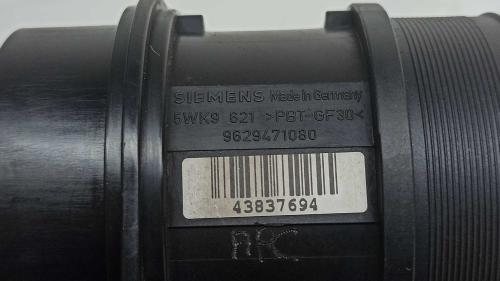 SIEMENS Made in Germany
5WK9 621 >PBT-GF30<
9629471080
43837694